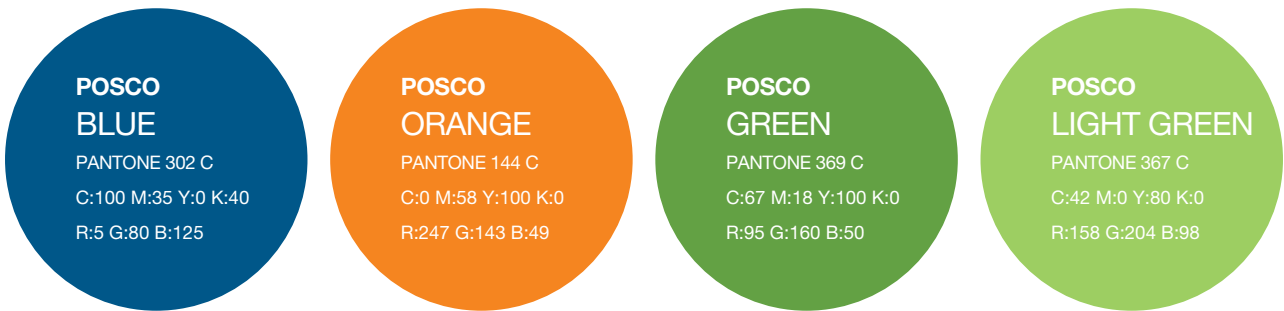 POSCO
BLUE
PANTONE 302 C
C:100 M:35 Y:0 K:40
R:5 G:80 B:125
POSCO
ORANGE
PANTONE 144 C
C:0 M:58 Y:100 K:0
R:247 G:143 B:49
POSCO
GREEN
PANTONE 369 C
C:67 M:18 Y:100 K:0
R:95 G:160 B:50
POSCO
LIGHT GREEN
PANTONE 367 C
C:42 M:0 Y:80 K:0
R:158 G:204 B:98